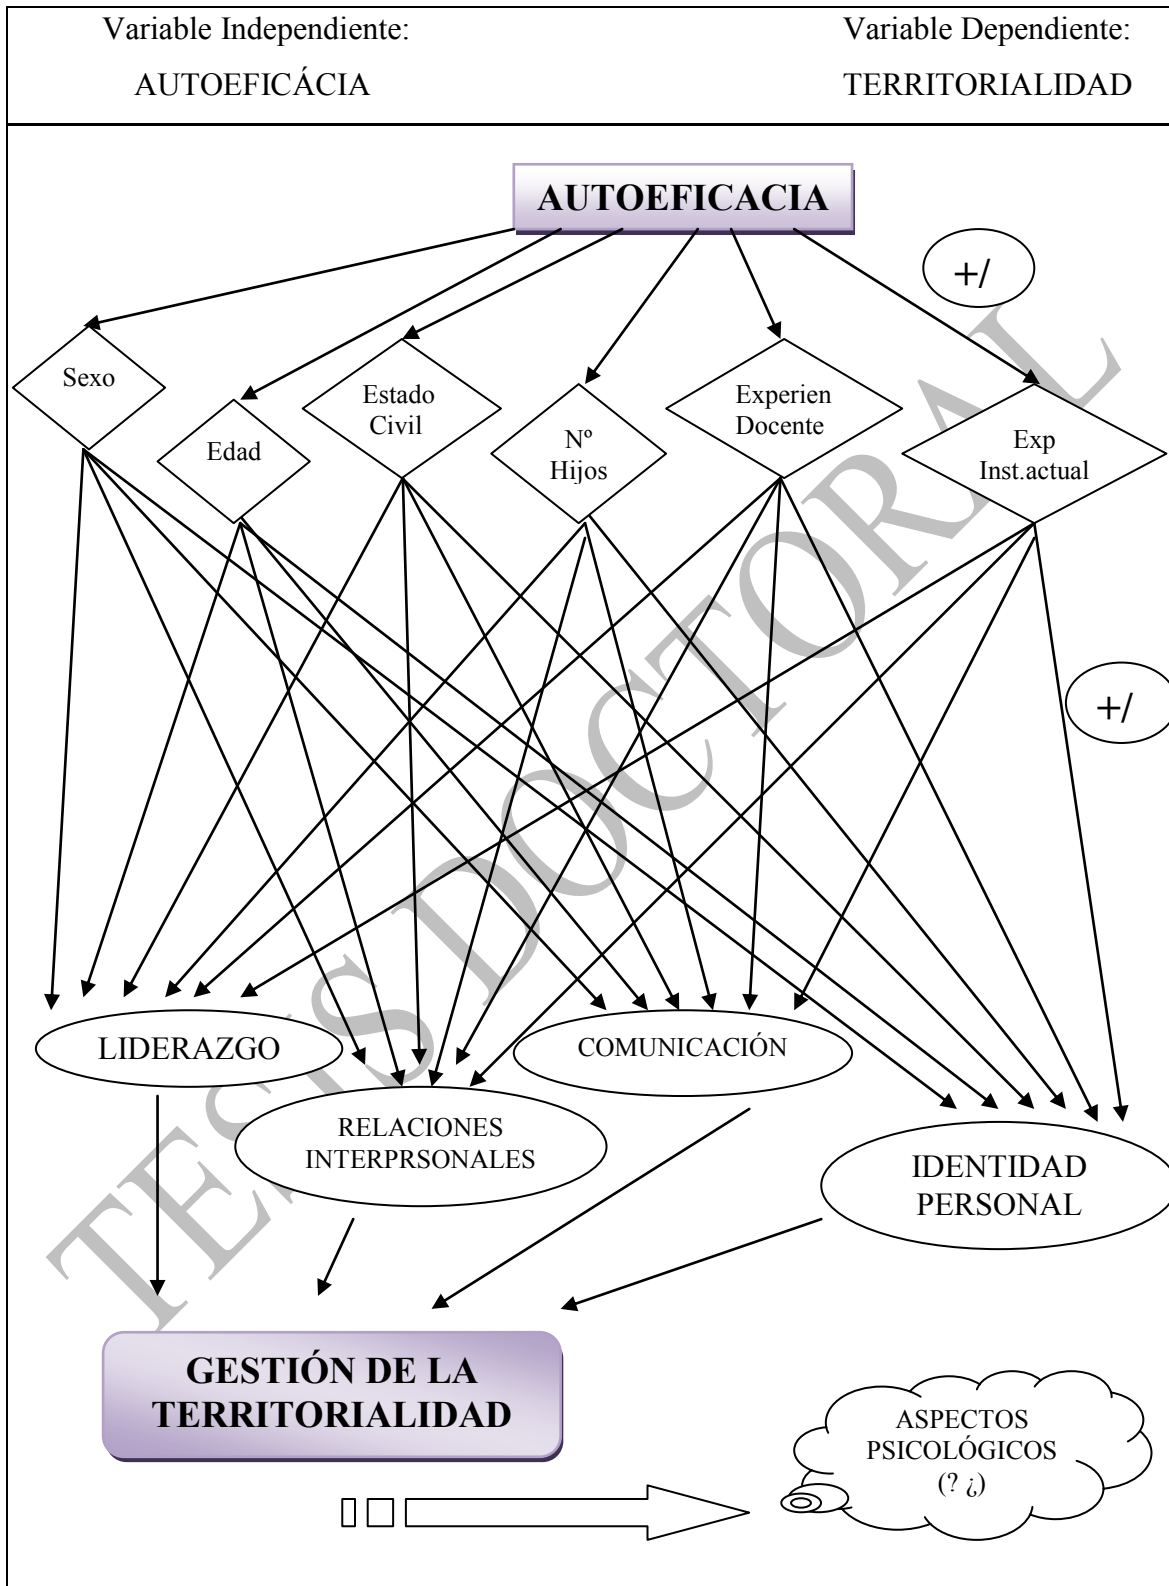 Variable Independiente:
Variable Dependiente:
AUTOEFICÁCIA
TERRITORIALIDAD
AUTOEFICACIA
+/
Sexo
Edad
Estado
Civil
Nº
Hijos
Experien
Docente
Exp
Inst.actual
+/
TESIS DOCTORAL
LIDERAZGO
COMUNICACIÓN
RELACIONES
INTERPRSONALES
IDENTIDAD
PERSONAL
GESTIÓN DE LA
TERRITORIALIDAD
ASPECTOS
PSICOLÓGICOS
(? ¿)